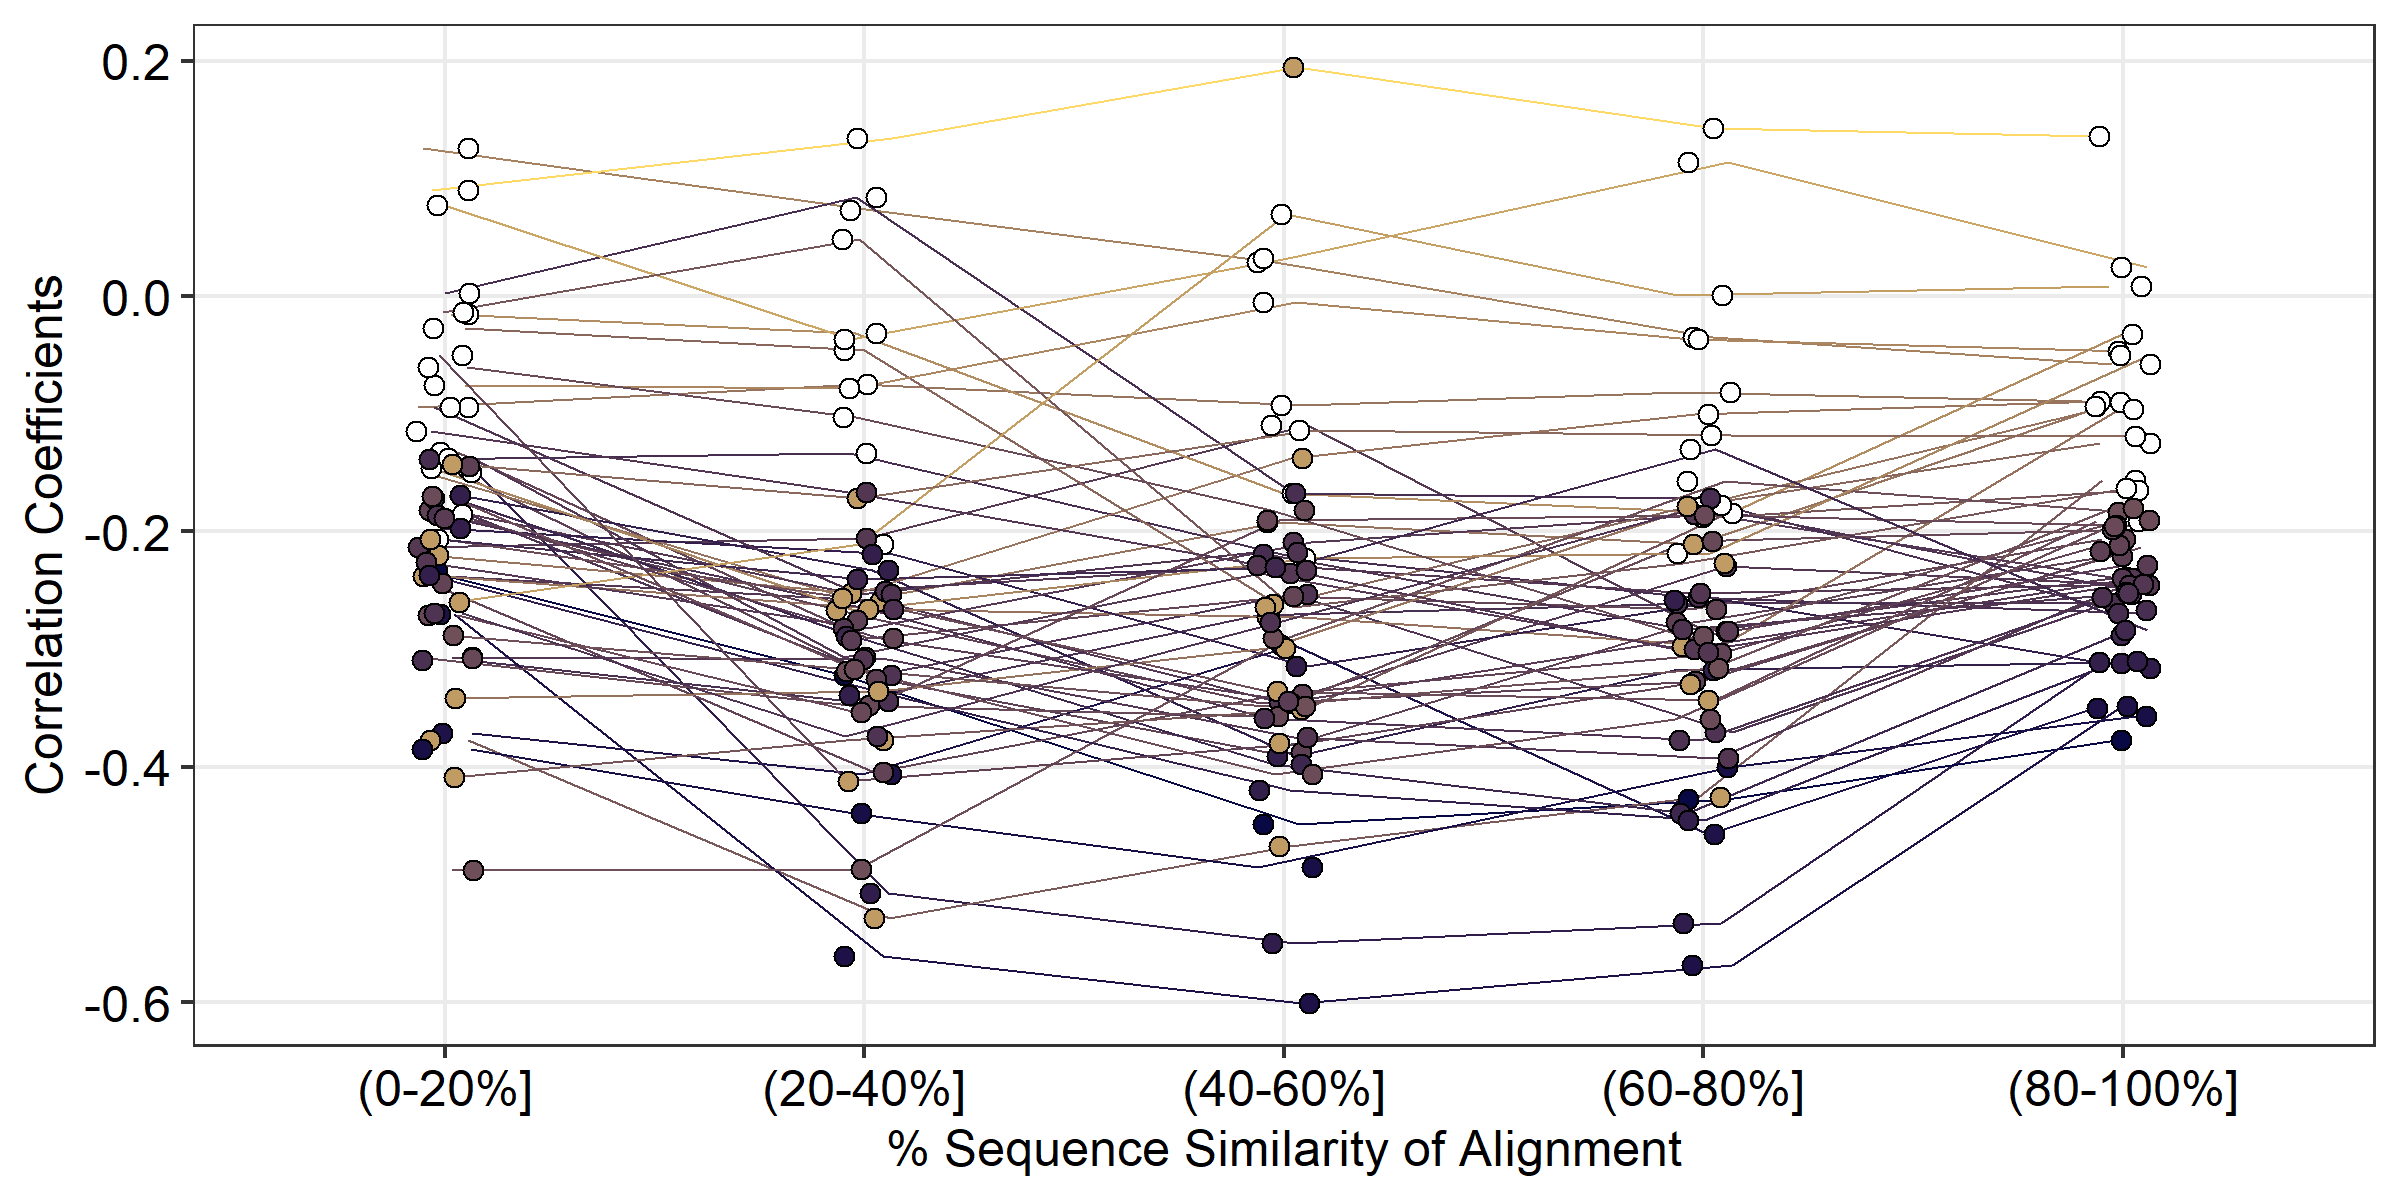 Correlation Coefficients
0.2
0.0
-0.2
-0.4
-0.6
(0-20%] (20-40%] (40-60%] (60-80%] (80-100%]
% Sequence Similarity of Alignment